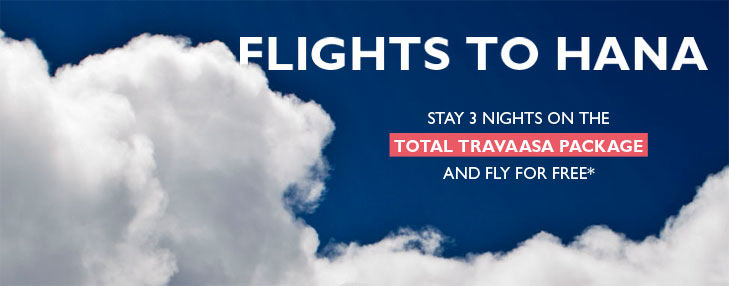 FLIGHTS TO HANA
STAY 3 NIGHTS ON THE
TOTAL TRAVAASA PACKAGE
AND FLY FOR FREE*